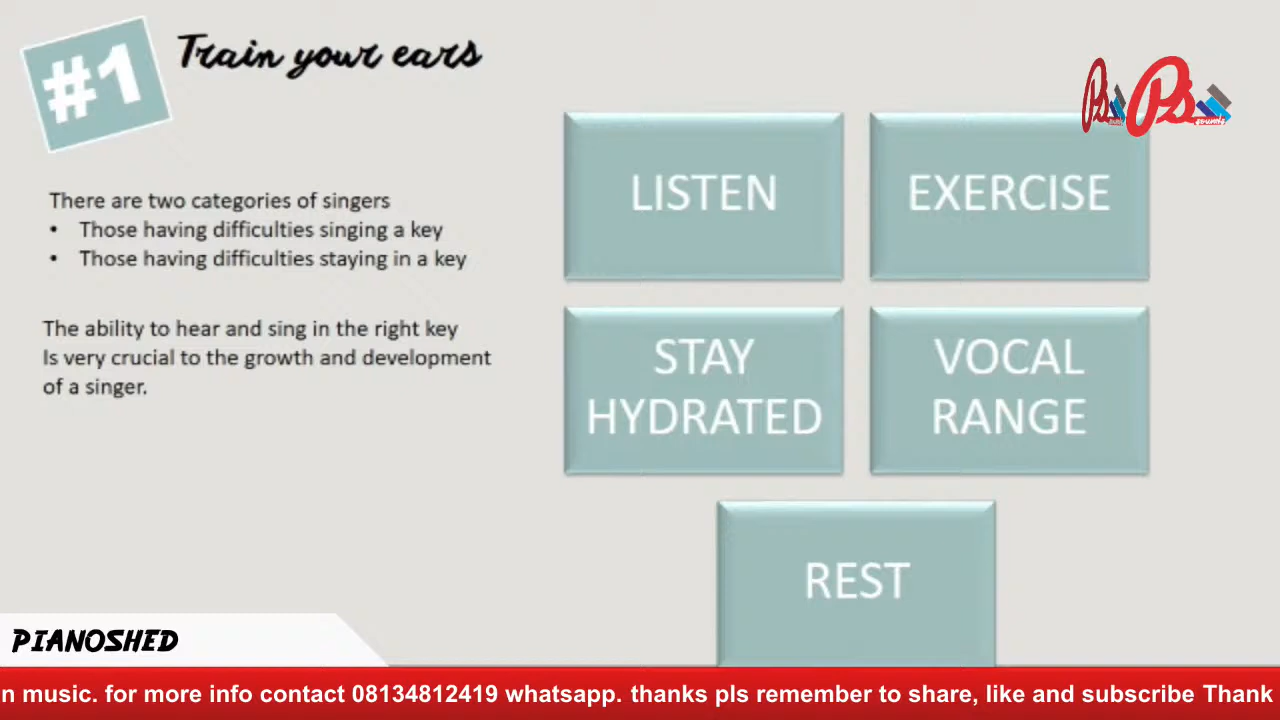 #1
Train your ears
There are two categories of singers
• Those having difficulties singing a key
• Those having difficulties staying in a key
The ability to hear and sing in the right key
Is very crucial to the growth and development
of a singer.
LISTEN
EXERCISE
STAY
HYDRATED
VOCAL
RANGE
REST
Ps
Ps
sounds
PIANOSHED
n music. for more info contact 08134812419 whatsapp. thanks pls remember to share, like and subscribe Thank